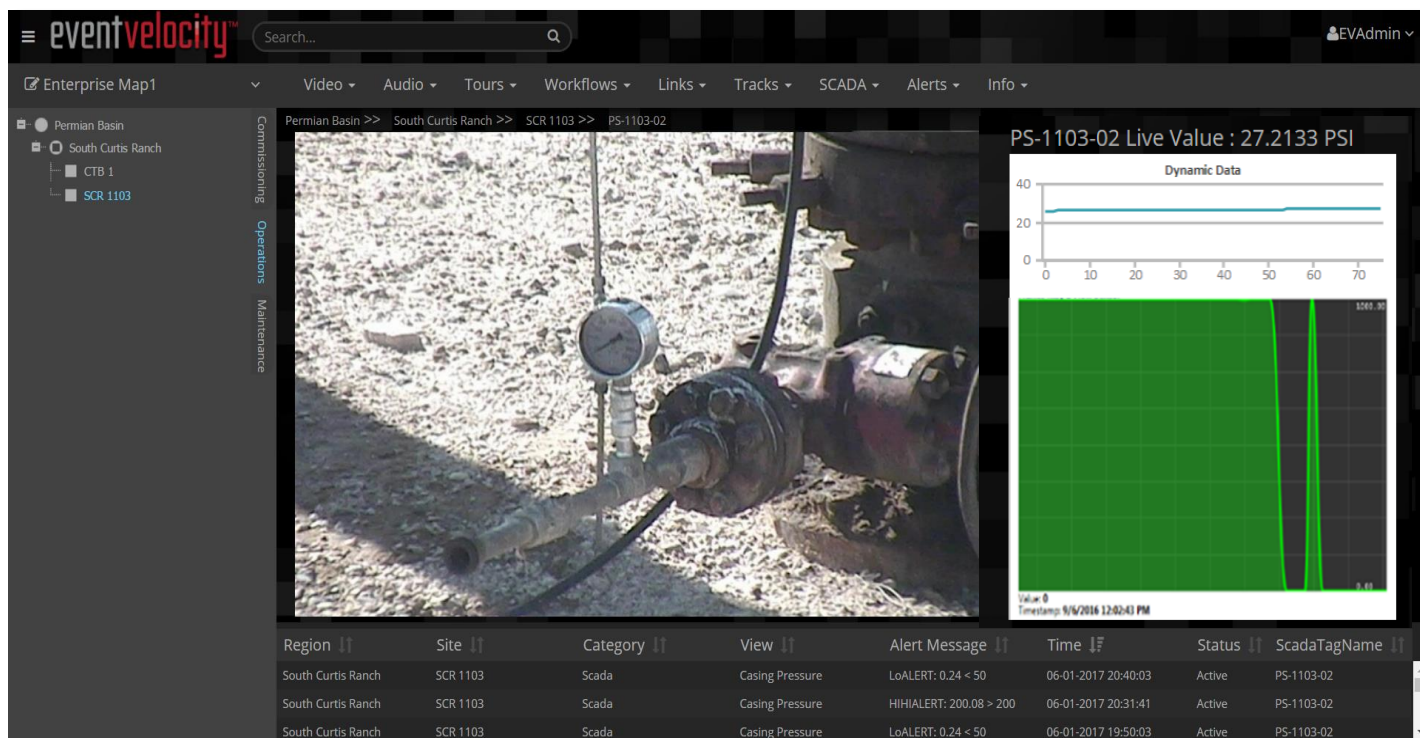 eventvelocity™
Search...
EVAdmin
Enterprise Map1
Video Audio Tours Workflows Links Tracks SCADA Alerts Info
Permian Basin
South Curtis Ranch
CTB 1
SCR 1103
Commissioning
Operations
Maintenance
Permian Basin >> South Curtis Ranch >> SCR 1103 >> PS-1103-02
PS-1103-02 Live Value : 27.2133 PSI
Dynamic Data
40
20
0
0 10 20 30 40 50 60 70
0.00
Value: 0
Timestamp: 9/6/2016 12:02:43 PM
Region Site Category View Alert Message Time Status ScadaTagName
South Curtis Ranch SCR 1103 Scada Casing Pressure LoALERT: 0.24 < 50 06-01-2017 20:40:03 Active PS-1103-02
South Curtis Ranch SCR 1103 Scada Casing Pressure HIHIALERT: 200.08 > 200 06-01-2017 20:31:41 Active PS-1103-02
South Curtis Ranch SCR 1103 Scada Casing Pressure LoALERT: 0.24 < 50 06-01-2017 19:50:03 Active PS-1103-02